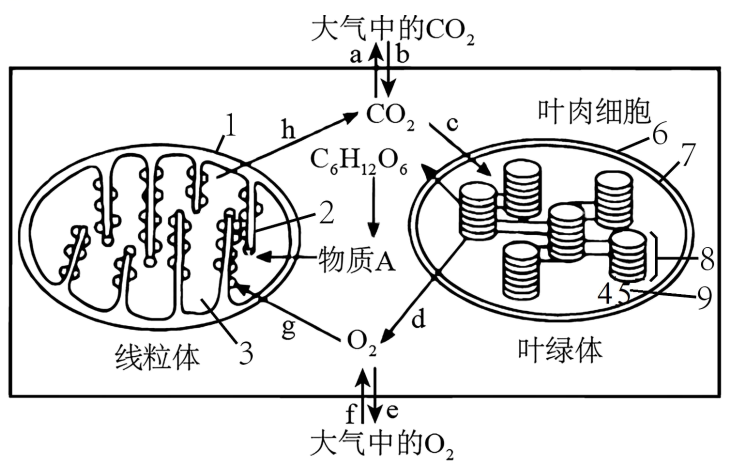 大气中的CO₂
a b
1 h CO₂ c 叶肉细胞 6
7
C₆H₁₂O₆
2
物质A
8
45 9
3 g d
O₂
线粒体 叶绿体
f e
大气中的O₂